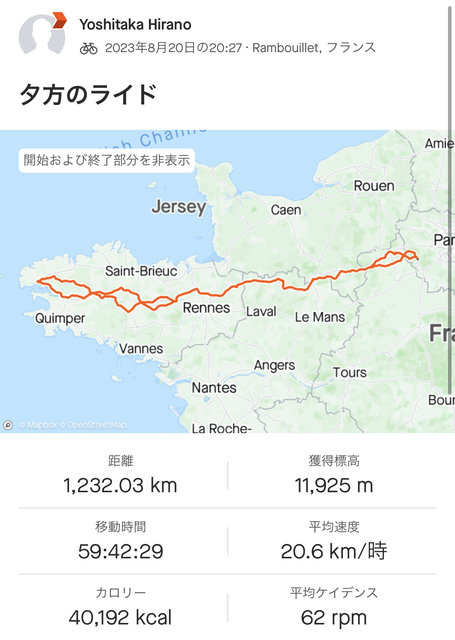 Yoshitaka Hirano
2023年8月20日の20:27 · Rambouillet, フランス
夕方のライド
sh Channe
開始および終了部分を非表示
Amie
Rouen
Jersey
Caen
Par
Saint-Brieuc
Rennes
Laval
Le Mans
Quimper
Fra
Vannes
Angers
Tours
Nantes
Bour
La Roche-
© Mapbox © OpenStreetMap
距離
獲得標高
1,232.03 km
11,925 m
移動時間
平均速度
59:42:29
20.6 km/時
カロリー
平均ケイデンス
40,192 kcal
62 rpm